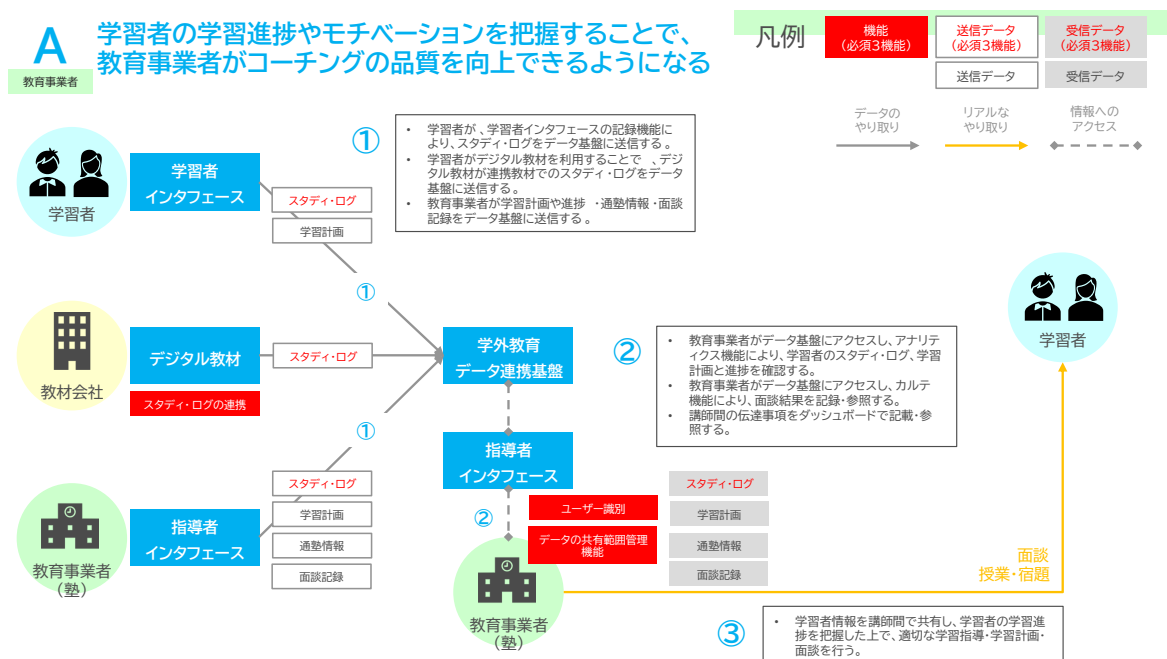 A
教育事業者
学習者の学習進捗やモチベーションを把握することで、
教育事業者がコーチングの品質を向上できるようになる
凡例
機能
(必須3機能)
送信データ
(必須3機能)
受信データ
(必須3機能)
送信データ
受信データ
データの
やり取り
リアルな
やり取り
情報への
アクセス
①
• 学習者が、学習者インタフェースの記録機能に
より、スタディ・ログをデータ基盤に送信する。
• 学習者がデジタル教材を利用することで 、デジ
タル教材が連携教材でのスタディ・ログをデータ
基盤に送信する。
• 教育事業者が学習計画や進捗 ・通塾情報・面談
記録をデータ基盤に送信する。
学習者
学習者
インタフェース
スタディ・ログ
学習計画
①
教材会社
デジタル教材
スタディ・ログの連携
スタディ・ログ
学外教育
データ連携基盤
②
• 教育事業者がデータ基盤にアクセスし、アナリティ
クス機能により、学習者のスタディ・ログ、学習
計画と進捗を確認する。
• 教育事業者がデータ基盤にアクセスし、カルテ
機能により、面談結果を記録・参照する。
• 講師間の伝達事項をダッシュボードで記載・参
照する。
学習者
①
教育事業者
(塾)
指導者
インタフェース
スタディ・ログ
学習計画
通塾情報
面談記録
指導者
インタフェース
②
ユーザー識別
データの共有範囲管理
機能
スタディ・ログ
学習計画
通塾情報
面談記録
教育事業者
(塾)
面談
授業・宿題
③
• 学習者情報を講師間で共有し、学習者の学習進
捗を把握した上で、適切な学習指導・学習計画・
面談を行う。